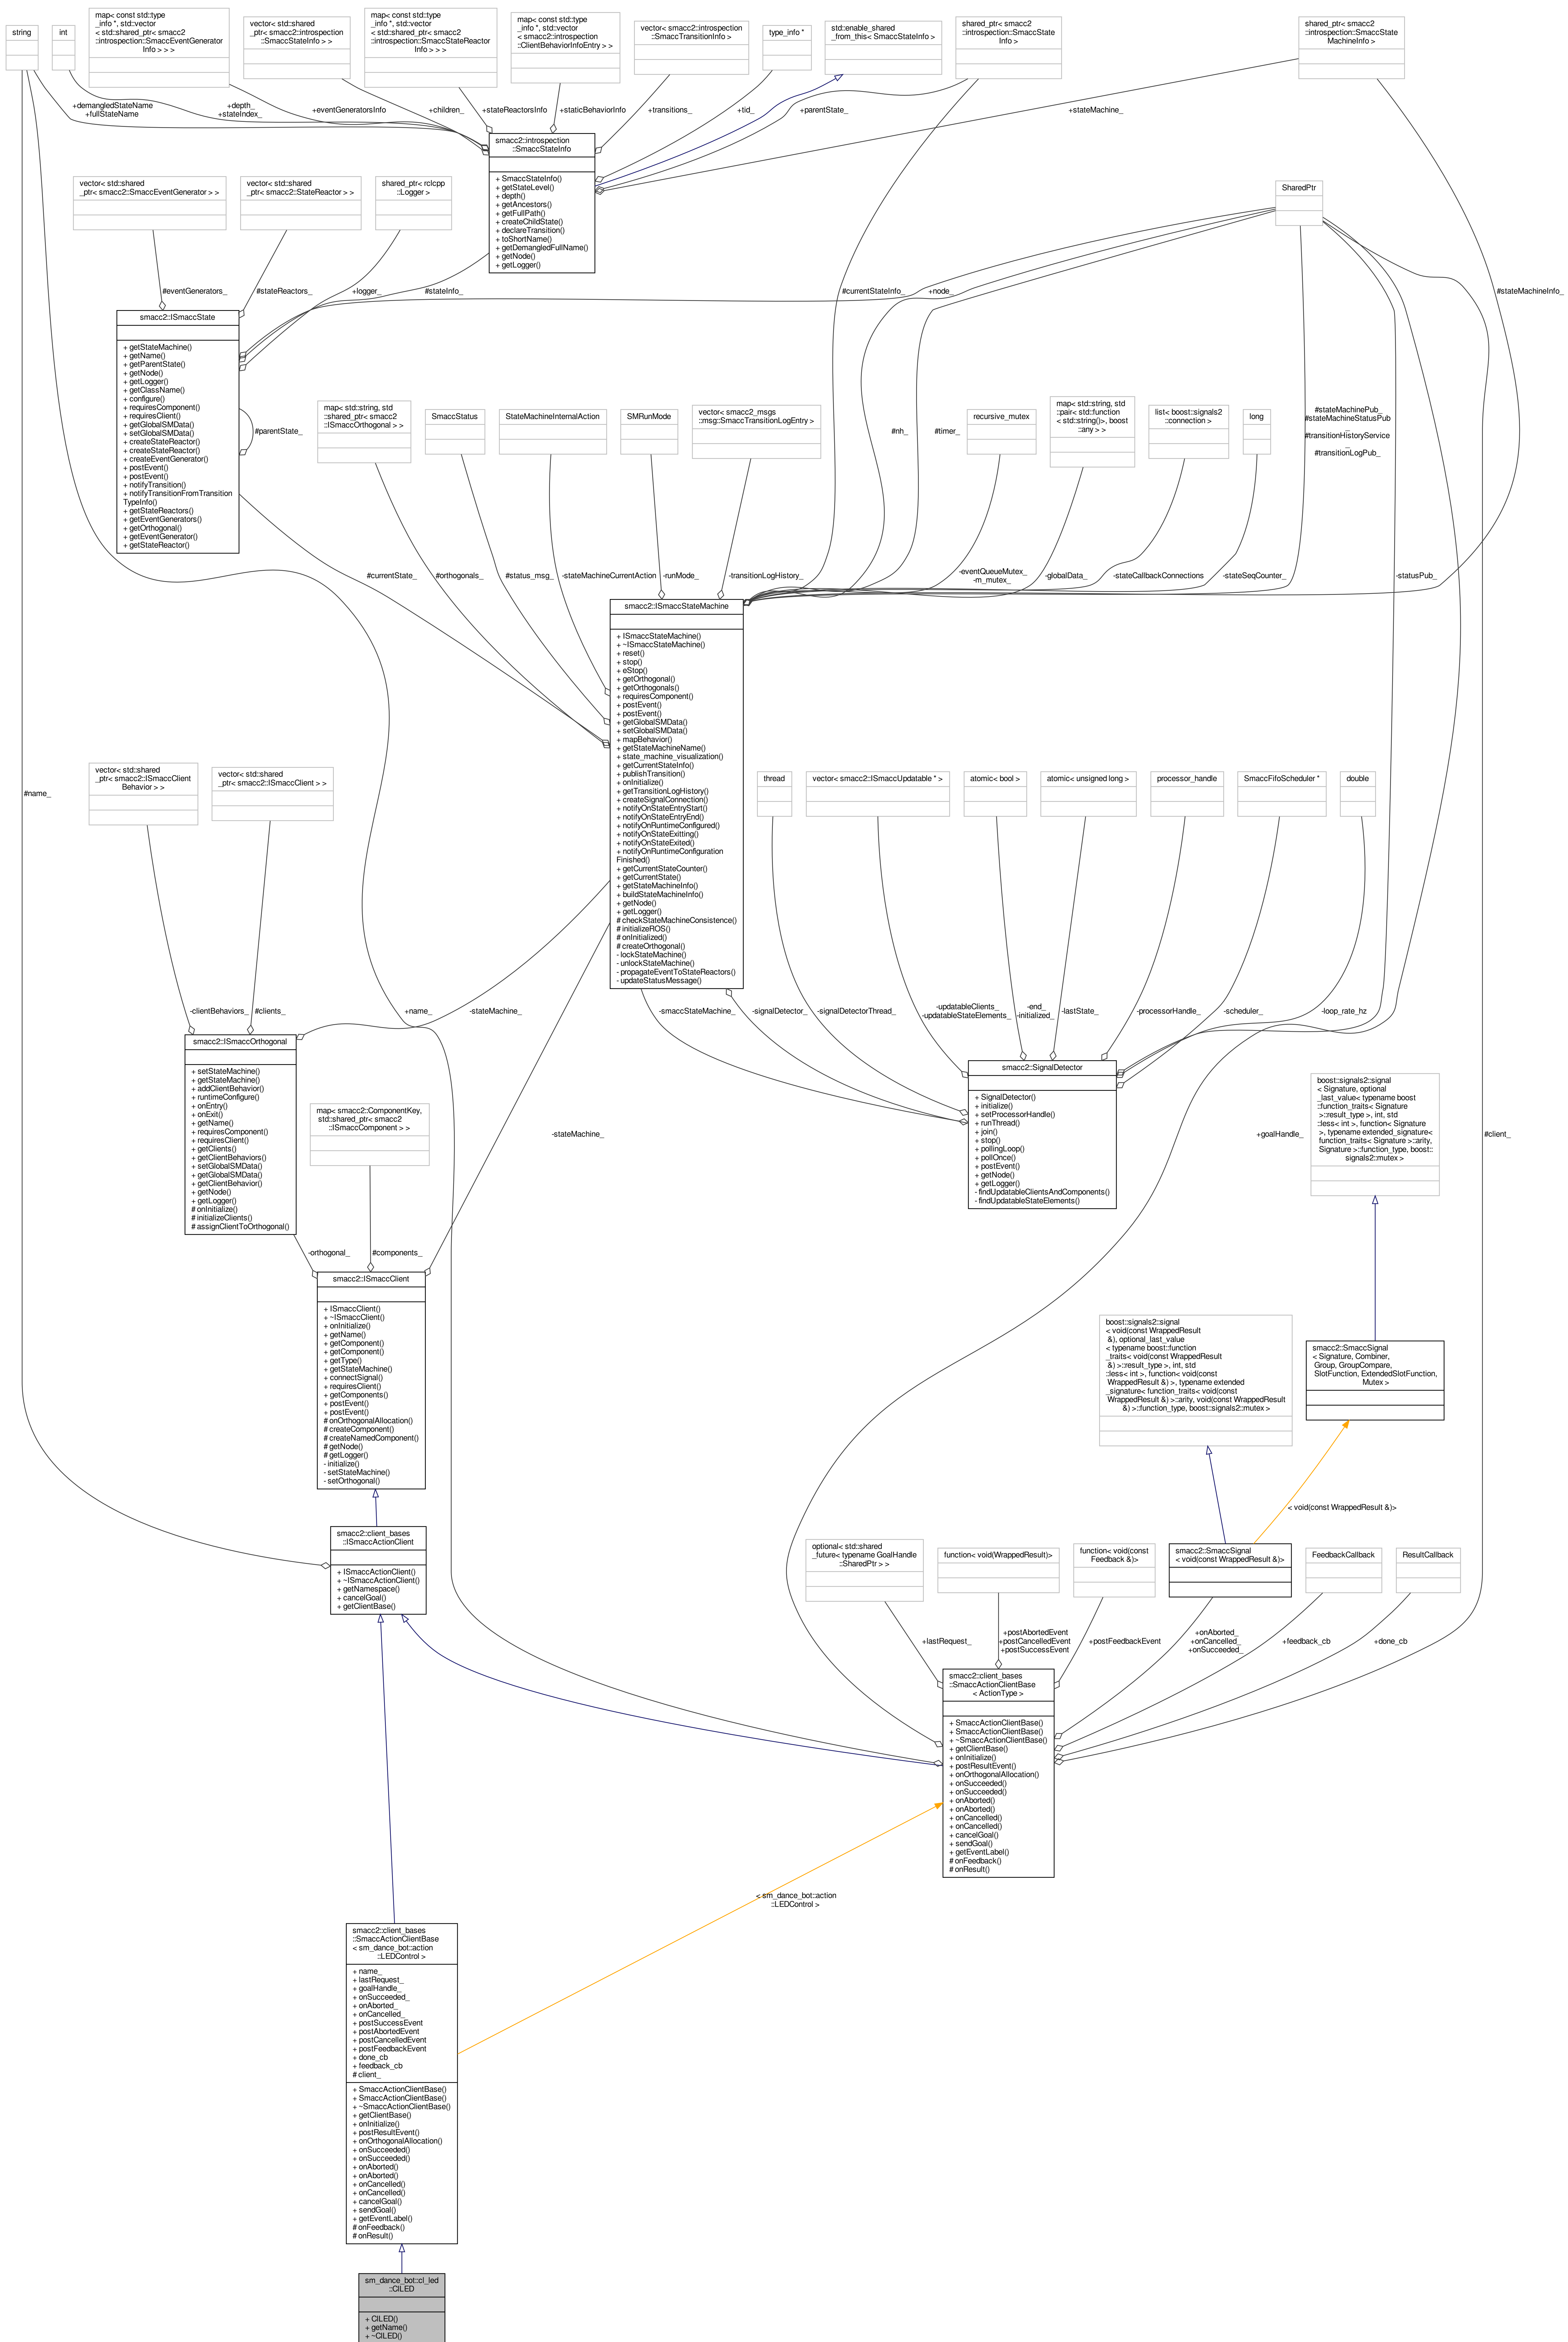 string
int
map< const std::type
_info *, std::vector
< std::shared_ptr< smacc2
::introspection::SmaccEventGenerator
Info > > >
vector< std::shared
_ptr< smacc2::introspection
::SmaccStateInfo > >
map< const std::type
_info *, std::vector
< std::shared_ptr< smacc2
::introspection::SmaccStateReactor
Info > > >
map< const std::type
_info *, std::vector
< smacc2::introspection
::ClientBehaviorInfoEntry > >
vector< smacc2::introspection
::SmaccTransitionInfo >
type_info *
std::enable_shared
_from_this< SmaccStateInfo >
shared_ptr< smacc2
::introspection::SmaccState
Info >
shared_ptr< smacc2
::introspection::SmaccState
MachineInfo >
+demangledStateName
+fullStateName
+depth_
+stateIndex_
+eventGeneratorsInfo
+children_
+stateReactorsInfo
+staticBehaviorInfo
+transitions_
+tid_
+parentState_
+stateMachine_
smacc2::introspection
::SmaccStateInfo
+ SmaccStateInfo()
+ getStateLevel()
+ depth()
+ getAncestors()
+ getFullPath()
+ createChildState()
+ declareTransition()
+ toShortName()
+ getDemangledFullName()
+ getNode()
+ getLogger()
vector< std::shared
_ptr< smacc2::SmaccEventGenerator > >
vector< std::shared
_ptr< smacc2::StateReactor > >
shared_ptr< rclcpp
::Logger >
SharedPtr
#eventGenerators_
#stateReactors_
+logger_
#stateInfo_
#currentStateInfo_
+node_
#stateMachineInfo_
smacc2::ISmaccState
+ getStateMachine()
+ getName()
+ getParentState()
+ getNode()
+ getLogger()
+ getClassName()
+ configure()
+ requiresComponent()
+ requiresClient()
+ getGlobalSMData()
+ setGlobalSMData()
+ createStateReactor()
+ createStateReactor()
+ createEventGenerator()
+ postEvent()
+ postEvent()
+ notifyTransition()
+ notifyTransitionFromTransition
TypeInfo()
+ getStateReactors()
+ getEventGenerators()
+ getOrthogonal()
+ getEventGenerator()
+ getStateReactor()
#parentState_
map< std::string, std
::shared_ptr< smacc2
::ISmaccOrthogonal > >
SmaccStatus
StateMachineInternalAction
SMRunMode
vector< smacc2_msgs
::msg::SmaccTransitionLogEntry >
#nh_
#timer_
recursive_mutex
map< std::string, std
::pair< std::function
< std::string()>, boost
::any > >
list< boost::signals2
::connection >
long
#stateMachinePub_
#stateMachineStatusPub
_
#transitionHistoryService
_
#transitionLogPub_
#currentState_
#orthogonals_
#status_msg_
-stateMachineCurrentAction
-runMode_
-transitionLogHistory_
-eventQueueMutex_
-m_mutex_
-globalData_
-stateCallbackConnections
-stateSeqCounter_
-statusPub_
smacc2::ISmaccStateMachine
+ ISmaccStateMachine()
+ ~ISmaccStateMachine()
+ reset()
+ stop()
+ eStop()
+ getOrthogonal()
+ getOrthogonals()
+ requiresComponent()
+ postEvent()
+ postEvent()
+ getGlobalSMData()
+ setGlobalSMData()
+ mapBehavior()
+ getStateMachineName()
+ state_machine_visualization()
+ getCurrentStateInfo()
+ publishTransition()
+ onInitialize()
+ getTransitionLogHistory()
+ createSignalConnection()
+ notifyOnStateEntryStart()
+ notifyOnStateEntryEnd()
+ notifyOnRuntimeConfigured()
+ notifyOnStateExitting()
+ notifyOnStateExited()
+ notifyOnRuntimeConfiguration
Finished()
+ getCurrentStateCounter()
+ getCurrentState()
+ getStateMachineInfo()
+ buildStateMachineInfo()
+ getNode()
+ getLogger()
# checkStateMachineConsistence()
# initializeROS()
# onInitialized()
# createOrthogonal()
- lockStateMachine()
- unlockStateMachine()
- propagateEventToStateReactors()
- updateStatusMessage()
#name_
vector< std::shared
_ptr< smacc2::ISmaccClient
Behavior > >
vector< std::shared
_ptr< smacc2::ISmaccClient > >
thread
vector< smacc2::ISmaccUpdatable * >
atomic< bool >
atomic< unsigned long >
processor_handle
SmaccFifoScheduler *
double
-clientBehaviors_
#clients_
+name_
-stateMachine_
-smaccStateMachine_
-signalDetector_
-signalDetectorThread_
-updatableClients_
-updatableStateElements_
-end_
-initialized_
-lastState_
-processorHandle_
-scheduler_
-loop_rate_hz
smacc2::ISmaccOrthogonal
+ setStateMachine()
+ getStateMachine()
+ addClientBehavior()
+ runtimeConfigure()
+ onEntry()
+ onExit()
+ getName()
+ requiresComponent()
+ requiresClient()
+ getClients()
+ getClientBehaviors()
+ setGlobalSMData()
+ getGlobalSMData()
+ getClientBehavior()
+ getNode()
+ getLogger()
# onInitialize()
# initializeClients()
# assignClientToOrthogonal()
smacc2::SignalDetector
+ SignalDetector()
+ initialize()
+ setProcessorHandle()
+ runThread()
+ join()
+ stop()
+ pollingLoop()
+ pollOnce()
+ postEvent()
+ getNode()
+ getLogger()
- findUpdatableClientsAndComponents()
- findUpdatableStateElements()
map< smacc2::ComponentKey,
std::shared_ptr< smacc2
::ISmaccComponent > >
-stateMachine_
+goalHandle_
#client_
boost::signals2::signal
< Signature, optional
_last_value< typename boost
::function_traits< Signature
>::result_type >, int, std
::less< int >, function< Signature
>, typename extended_signature<
function_traits< Signature >::arity,
Signature >::function_type, boost::
signals2::mutex >
-orthogonal_
#components_
smacc2::ISmaccClient
+ ISmaccClient()
+ ~ISmaccClient()
+ onInitialize()
+ getName()
+ getComponent()
+ getComponent()
+ getType()
+ getStateMachine()
+ connectSignal()
+ requiresClient()
+ getComponents()
+ postEvent()
+ postEvent()
# onOrthogonalAllocation()
# createComponent()
# createNamedComponent()
# getNode()
# getLogger()
- initialize()
- setStateMachine()
- setOrthogonal()
boost::signals2::signal
< void(const WrappedResult
&), optional_last_value
< typename boost::function
_traits< void(const WrappedResult
&) >::result_type >, int, std
::less< int >, function< void(const
WrappedResult &) >, typename extended
_signature< function_traits< void(const
WrappedResult &) >::arity, void(const WrappedResult
&) >::function_type, boost::signals2::mutex >
smacc2::SmaccSignal
< Signature, Combiner,
Group, GroupCompare,
SlotFunction, ExtendedSlotFunction,
Mutex >
< void(const WrappedResult &)>
smacc2::client_bases
::ISmaccActionClient
+ ISmaccActionClient()
+ ~ISmaccActionClient()
+ getNamespace()
+ cancelGoal()
+ getClientBase()
optional< std::shared
_future< typename GoalHandle
::SharedPtr > >
function< void(WrappedResult)>
function< void(const
Feedback &)>
smacc2::SmaccSignal
< void(const WrappedResult &)>
FeedbackCallback
ResultCallback
+lastRequest_
+postAbortedEvent
+postCancelledEvent
+postSuccessEvent
+postFeedbackEvent
+onAborted_
+onCancelled_
+onSucceeded_
+feedback_cb
+done_cb
smacc2::client_bases
::SmaccActionClientBase
< ActionType >
+ SmaccActionClientBase()
+ SmaccActionClientBase()
+ ~SmaccActionClientBase()
+ getClientBase()
+ onInitialize()
+ postResultEvent()
+ onOrthogonalAllocation()
+ onSucceeded()
+ onSucceeded()
+ onAborted()
+ onAborted()
+ onCancelled()
+ onCancelled()
+ cancelGoal()
+ sendGoal()
+ getEventLabel()
# onFeedback()
# onResult()
< sm_dance_bot::action
::LEDControl >
smacc2::client_bases
::SmaccActionClientBase
< sm_dance_bot::action
::LEDControl >
+ name_
+ lastRequest_
+ goalHandle_
+ onSucceeded_
+ onAborted_
+ onCancelled_
+ postSuccessEvent
+ postAbortedEvent
+ postCancelledEvent
+ postFeedbackEvent
+ done_cb
+ feedback_cb
# client_
+ SmaccActionClientBase()
+ SmaccActionClientBase()
+ ~SmaccActionClientBase()
+ getClientBase()
+ onInitialize()
+ postResultEvent()
+ onOrthogonalAllocation()
+ onSucceeded()
+ onSucceeded()
+ onAborted()
+ onAborted()
+ onCancelled()
+ onCancelled()
+ cancelGoal()
+ sendGoal()
+ getEventLabel()
# onFeedback()
# onResult()
sm_dance_bot::cl_led
::ClLED
+ ClLED()
+ getName()
+ ~ClLED()